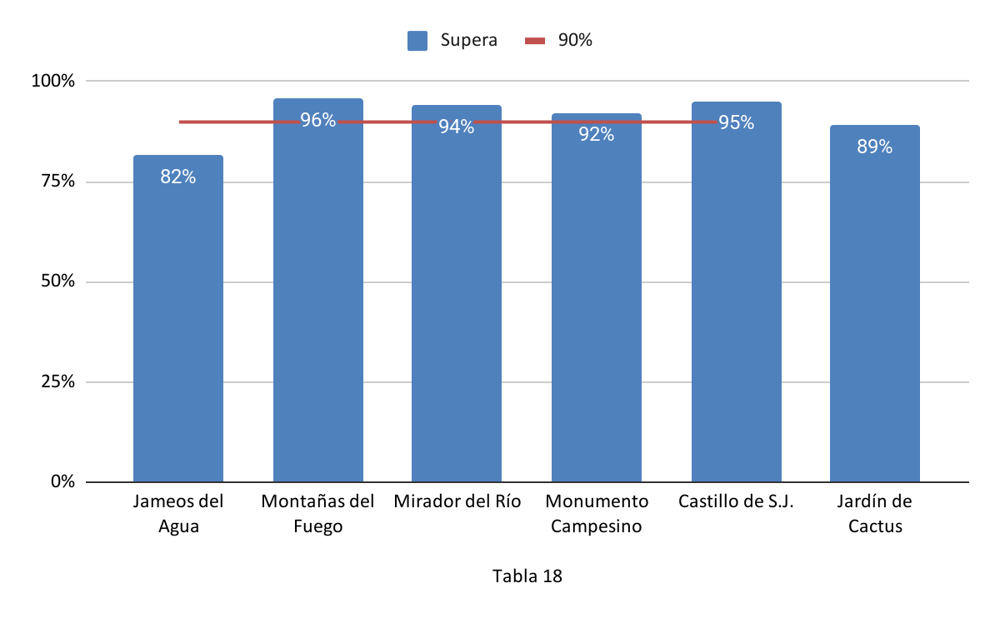 Supera 90%
100%
75%
50%
25%
0%
82%
96%
94%
92%
95%
89%
Jameos del
Agua
Montañas del
Fuego
Mirador del Río
Monumento
Campesino
Castillo de S.J.
Jardín de
Cactus
Tabla 18